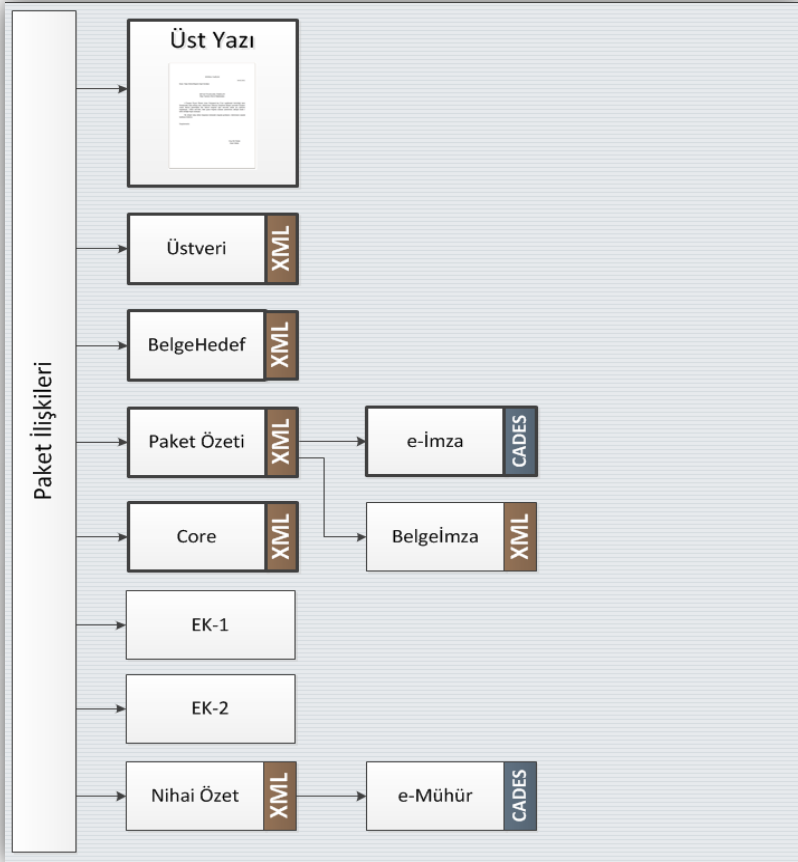 Paket İlişkileri
Üst Yazı
Üstveri
XML
BelgeHedef
XML
Paket Özeti
XML
e-İmza
CADES
Core
XML
Belgeİmza
XML
EK-1
EK-2
Nihai Özet
XML
e-Mühür
CADES